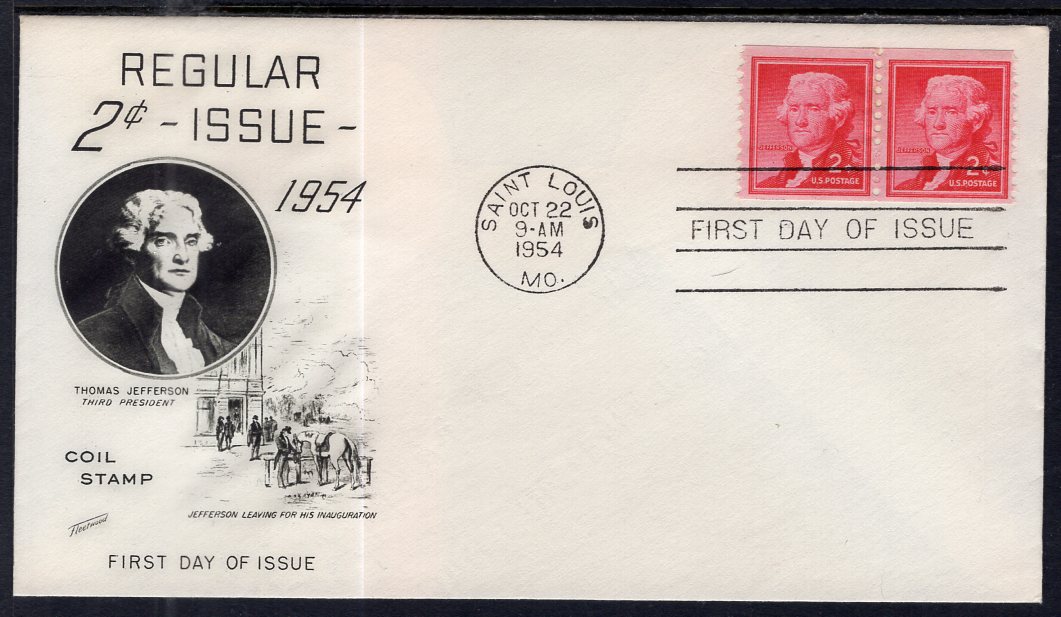 REGULAR
2¢ - ISSUE -
1954
THOMAS JEFFERSON
THIRD PRESIDENT
COIL
STAMP
JEFFERSON LEAVING FOR HIS INAUGURATION
Fleetwood
FIRST DAY OF ISSUE
SAINT LOUIS
OCT 22
9-AM
1954
MO.
JEFFERSON
2¢
U.S. POSTAGE
JEFFERSON
2¢
U.S. POSTAGE
FIRST DAY OF ISSUE